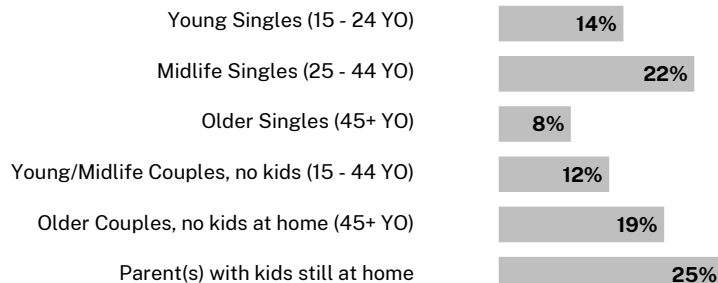 Young Singles (15 - 24 YO) 14%
Midlife Singles (25 - 44 YO) 22%
Older Singles (45+ YO) 8%
Young/Midlife Couples, no kids (15 - 44 YO) 12%
Older Couples, no kids at home (45+ YO) 19%
Parent(s) with kids still at home 25%